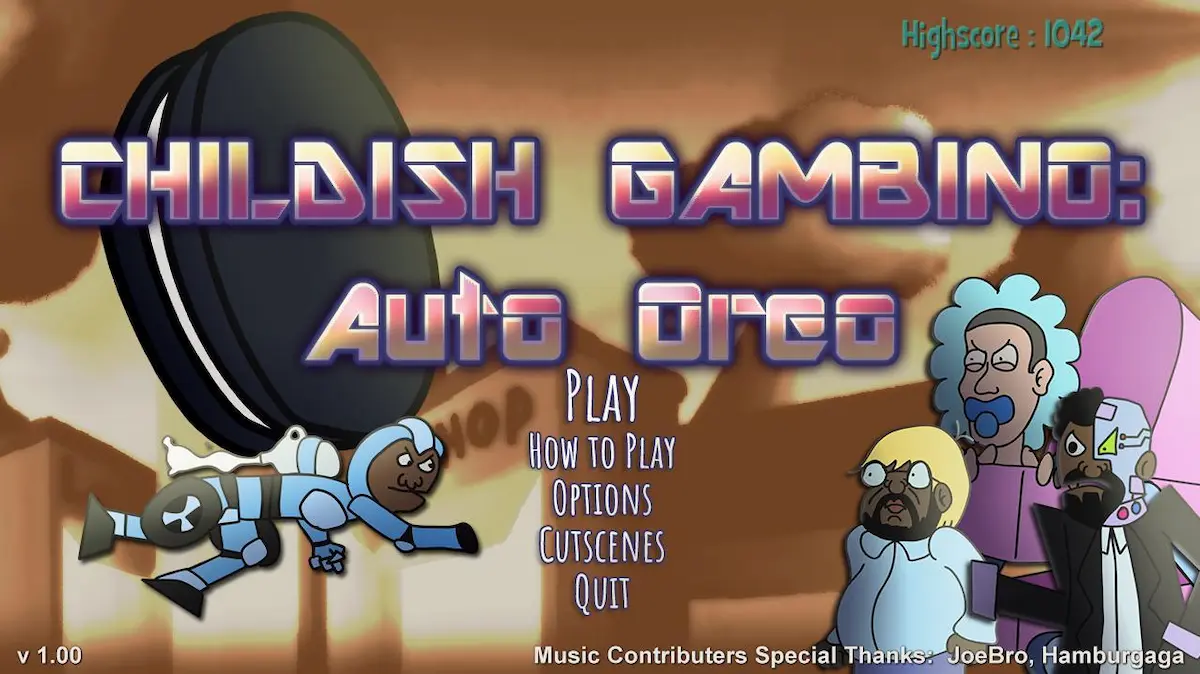 Highscore : 1042
CHILDISH GAMBINO:
Auto Oreo
HOP
Play
How to Play
Options
Cutscenes
Quit
v 1.00
Music Contributers Special Thanks: JoeBro, Hamburgaga